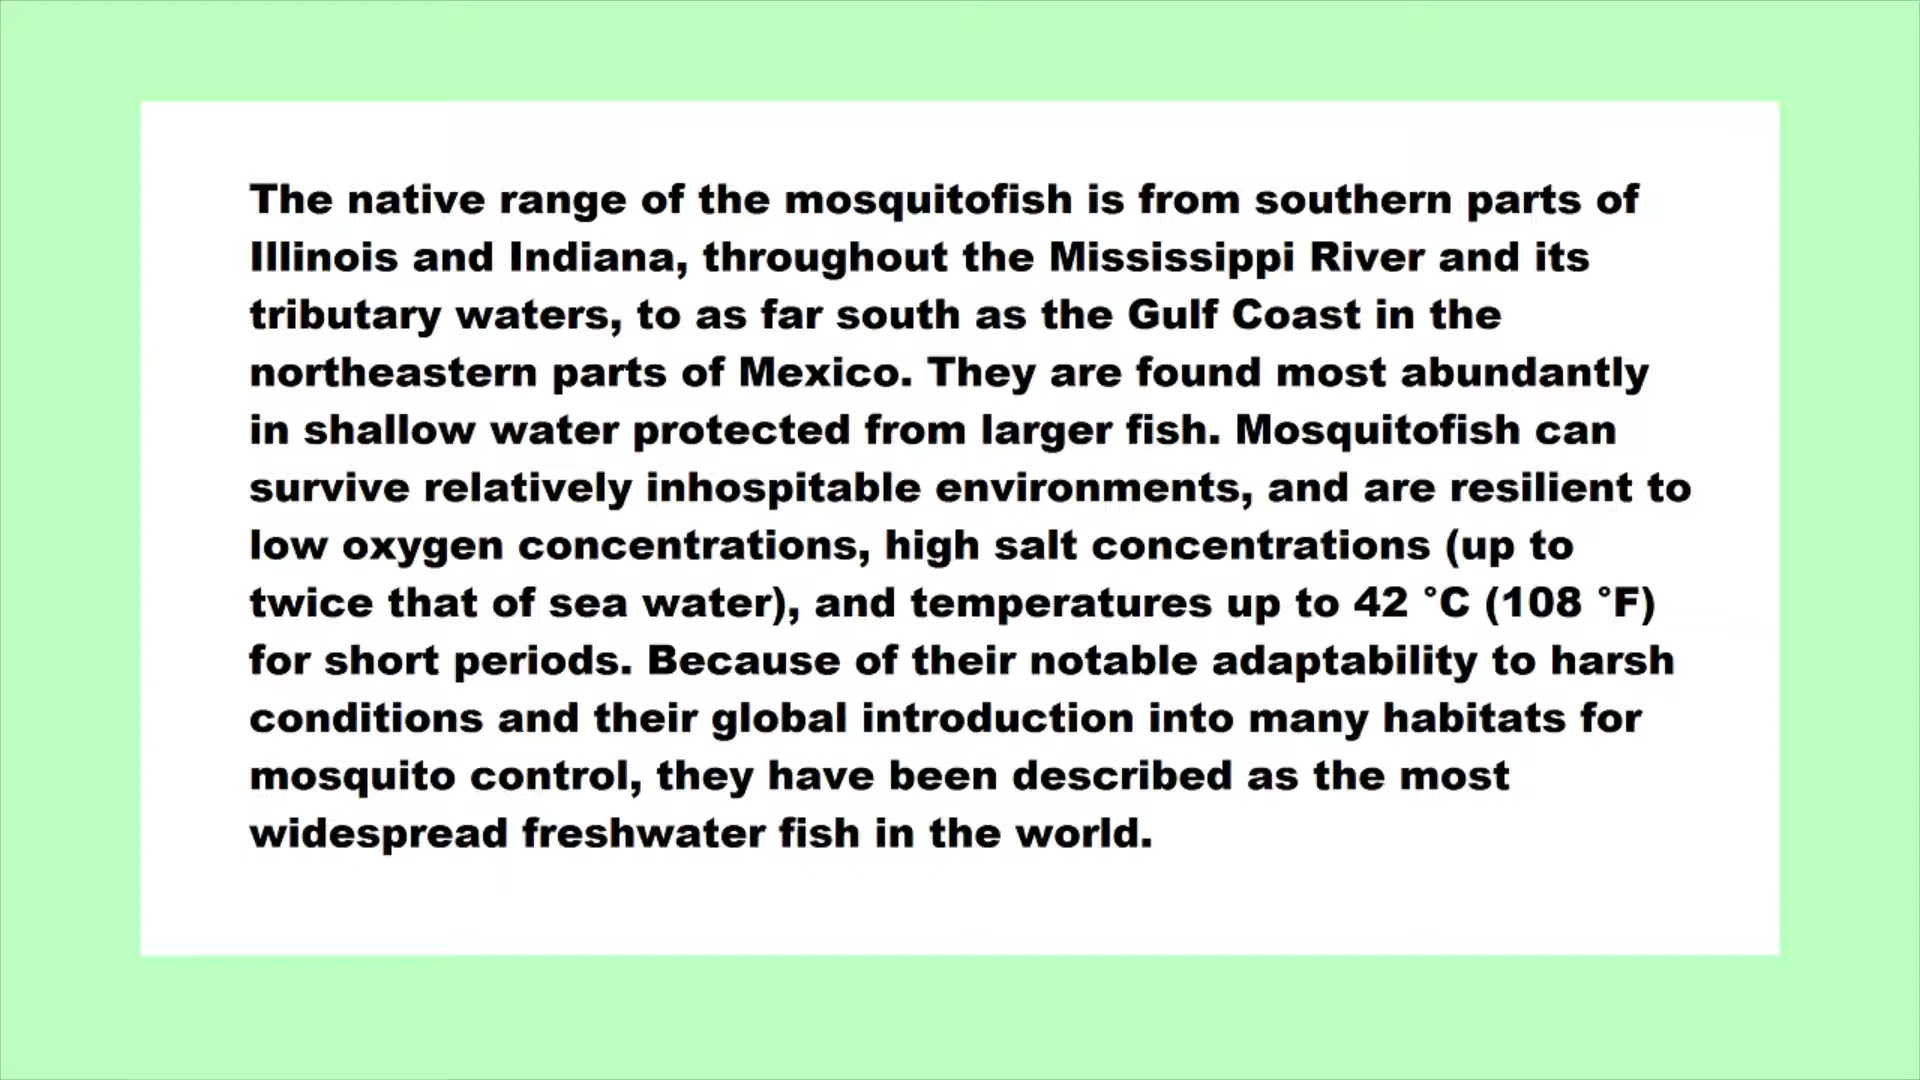 The native range of the mosquitofish is from southern parts of
Illinois and Indiana, throughout the Mississippi River and its
tributary waters, to as far south as the Gulf Coast in the
northeastern parts of Mexico. They are found most abundantly
in shallow water protected from larger fish. Mosquitofish can
survive relatively inhospitable environments, and are resilient to
low oxygen concentrations, high salt concentrations (up to
twice that of sea water), and temperatures up to 42 °C (108 °F)
for short periods. Because of their notable adaptability to harsh
conditions and their global introduction into many habitats for
mosquito control, they have been described as the most
widespread freshwater fish in the world.